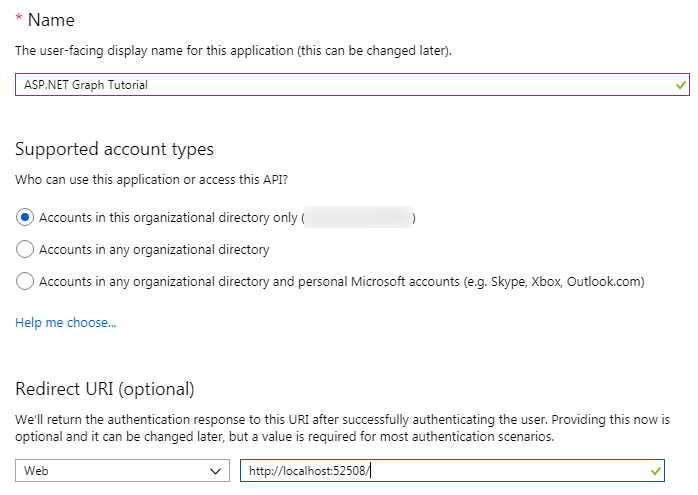 * Name
The user-facing display name for this application (this can be changed later).
ASP.NET Graph Tutorial
Supported account types
Who can use this application or access this API?
Accounts in this organizational directory only ( )
Accounts in any organizational directory
Accounts in any organizational directory and personal Microsoft accounts (e.g. Skype, Xbox, Outlook.com)
Help me choose...
Redirect URI (optional)
We'll return the authentication response to this URI after successfully authenticating the user. Providing this now is
optional and it can be changed later, but a value is required for most authentication scenarios.
Web http://localhost:52508/